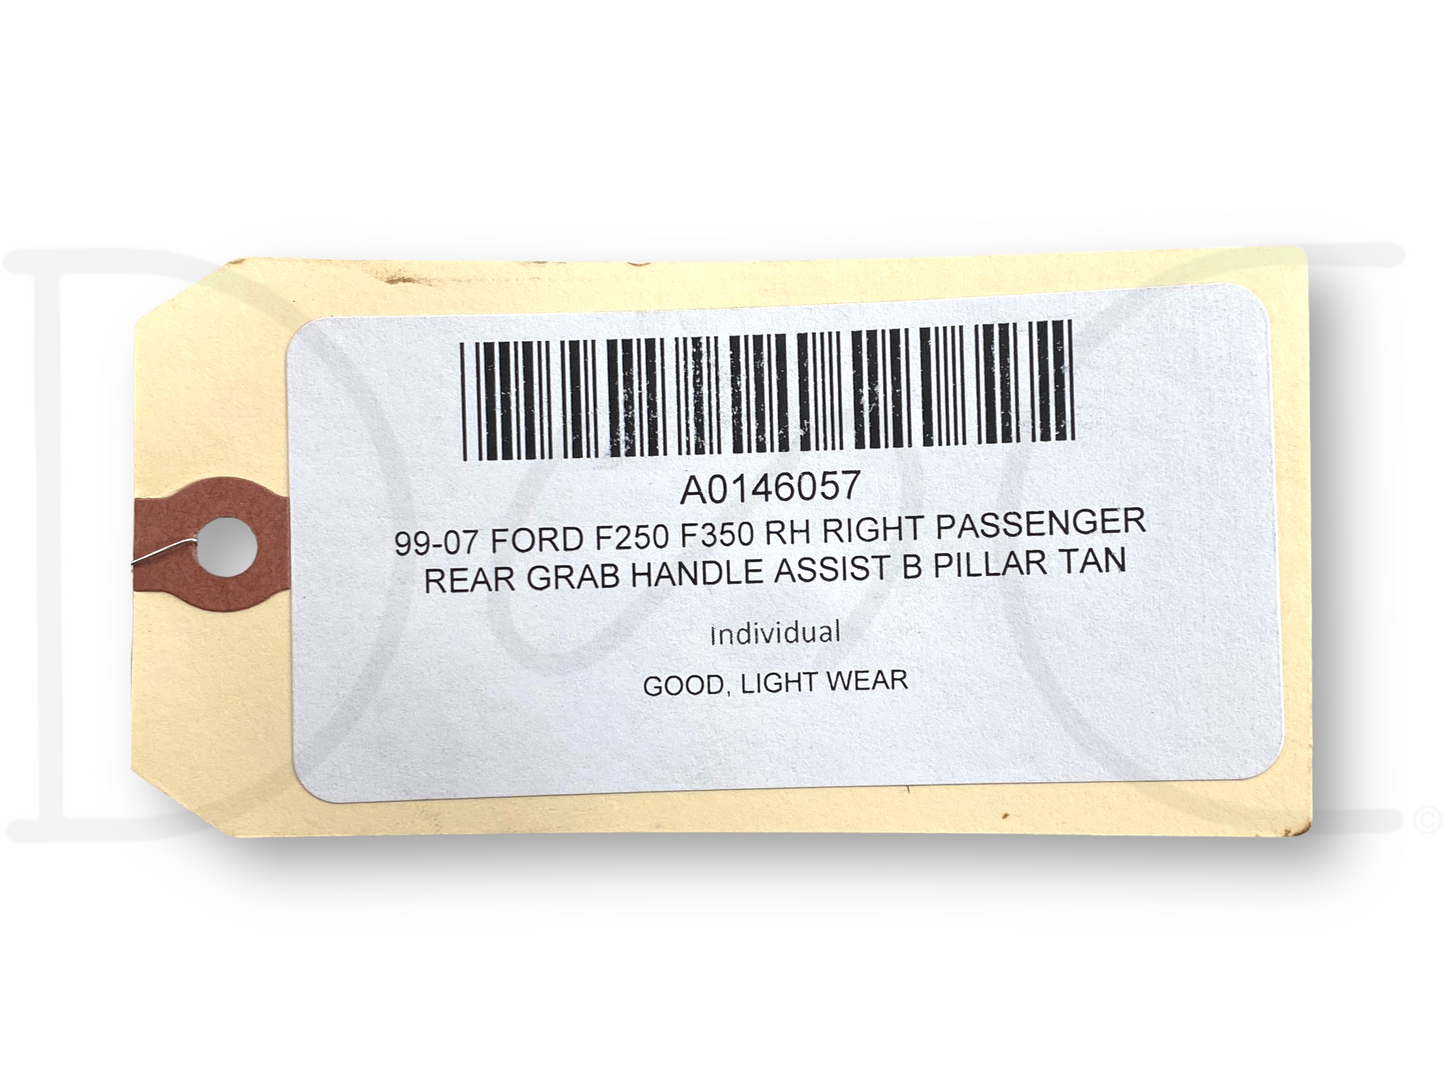 A0146057
99-07 FORD F250 F350 RH RIGHT PASSENGER
REAR GRAB HANDLE ASSIST B PILLAR TAN
Individual
GOOD, LIGHT WEAR
©